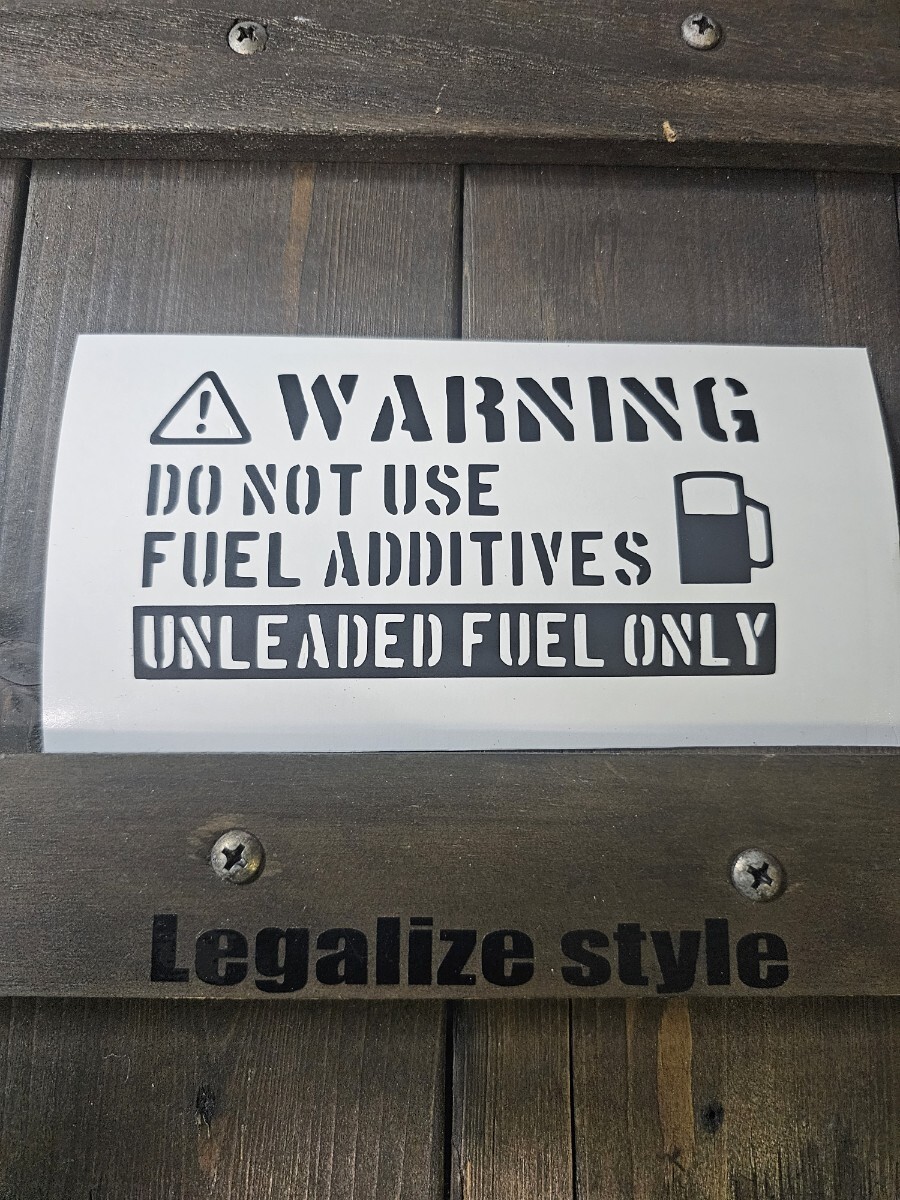 WARNING
DO NOT USE
FUEL ADDITIVES
UNLEADED FUEL ONLY
Legalize style